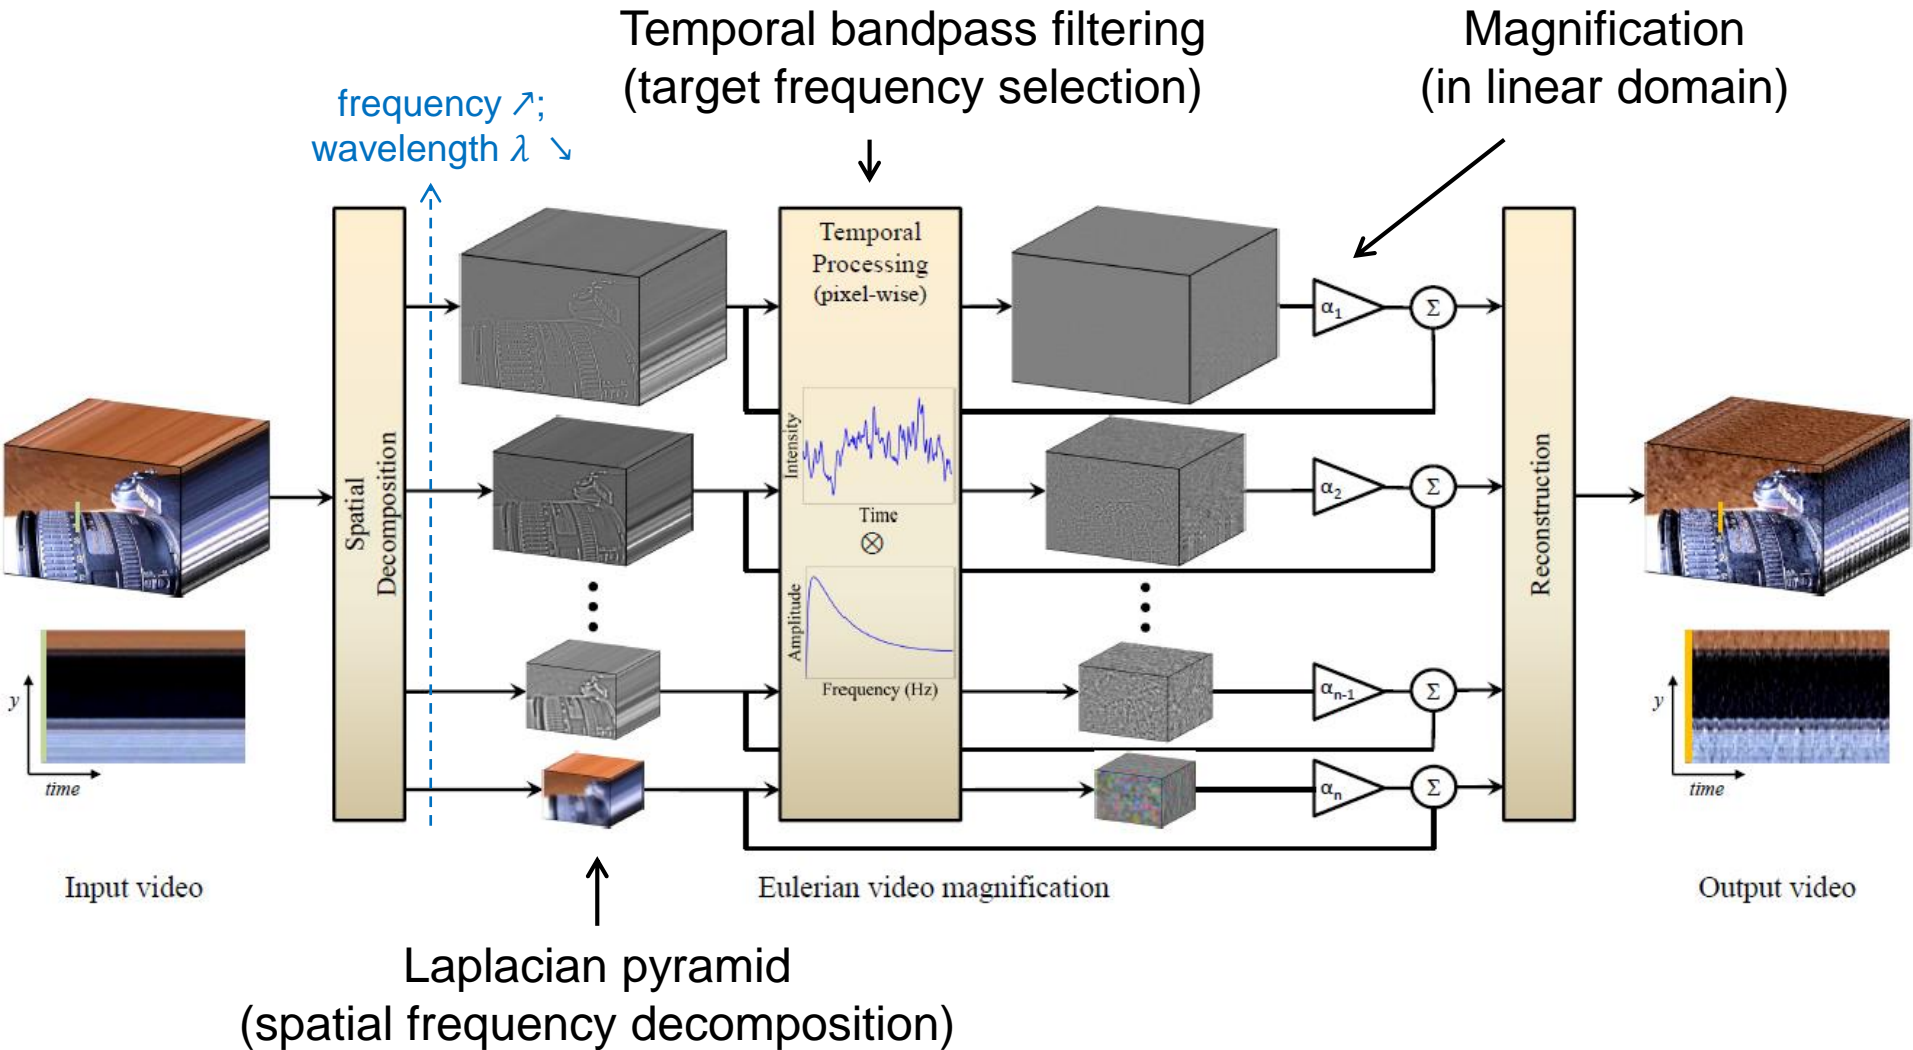 Temporal bandpass filtering
(target frequency selection)
Magnification
(in linear domain)
frequency ↗;
wavelength λ ↘
Spatial
Decomposition
Temporal
Processing
(pixel-wise)
Intensity
Time
⊗
Amplitude
Frequency (Hz)
α1
Σ
α2
Σ
αn-1
Σ
αn
Σ
Reconstruction
y
time
y
time
Input video
Eulerian video magnification
Output video
Laplacian pyramid
(spatial frequency decomposition)